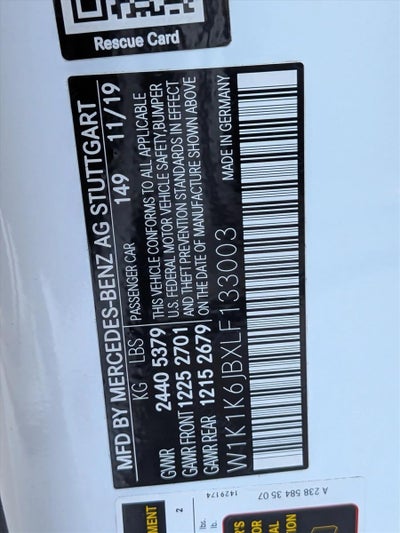 Rescue Card
MFD BY MERCEDES-BENZ AG STUTTGART
KG LBS PASSENGER CAR 149 11/19
GVWR 2440 5379 THIS VEHICLE CONFORMS TO ALL APPLICABLE
U.S. FEDERAL MOTOR VEHICLE SAFETY,BUMPER
GAWR FRONT 1225 2701 AND THEFT PREVENTION STANDARDS IN EFFECT
GAWR REAR 1215 2679 ON THE DATE OF MANUFACTURE SHOWN ABOVE
W1K1K6JBXLF133003 MADE IN GERMANY
1429174
A 238 584 35 07
2